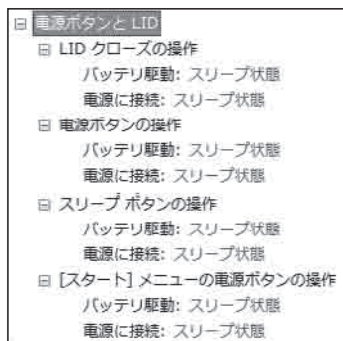 電源ボタンと LID
LID クローズの操作
バッテリ駆動: スリープ状態
電源に接続: スリープ状態
電源ボタンの操作
バッテリ駆動: スリープ状態
電源に接続: スリープ状態
スリープ ボタンの操作
バッテリ駆動: スリープ状態
電源に接続: スリープ状態
[スタート] メニューの電源ボタンの操作
バッテリ駆動: スリープ状態
電源に接続: スリープ状態